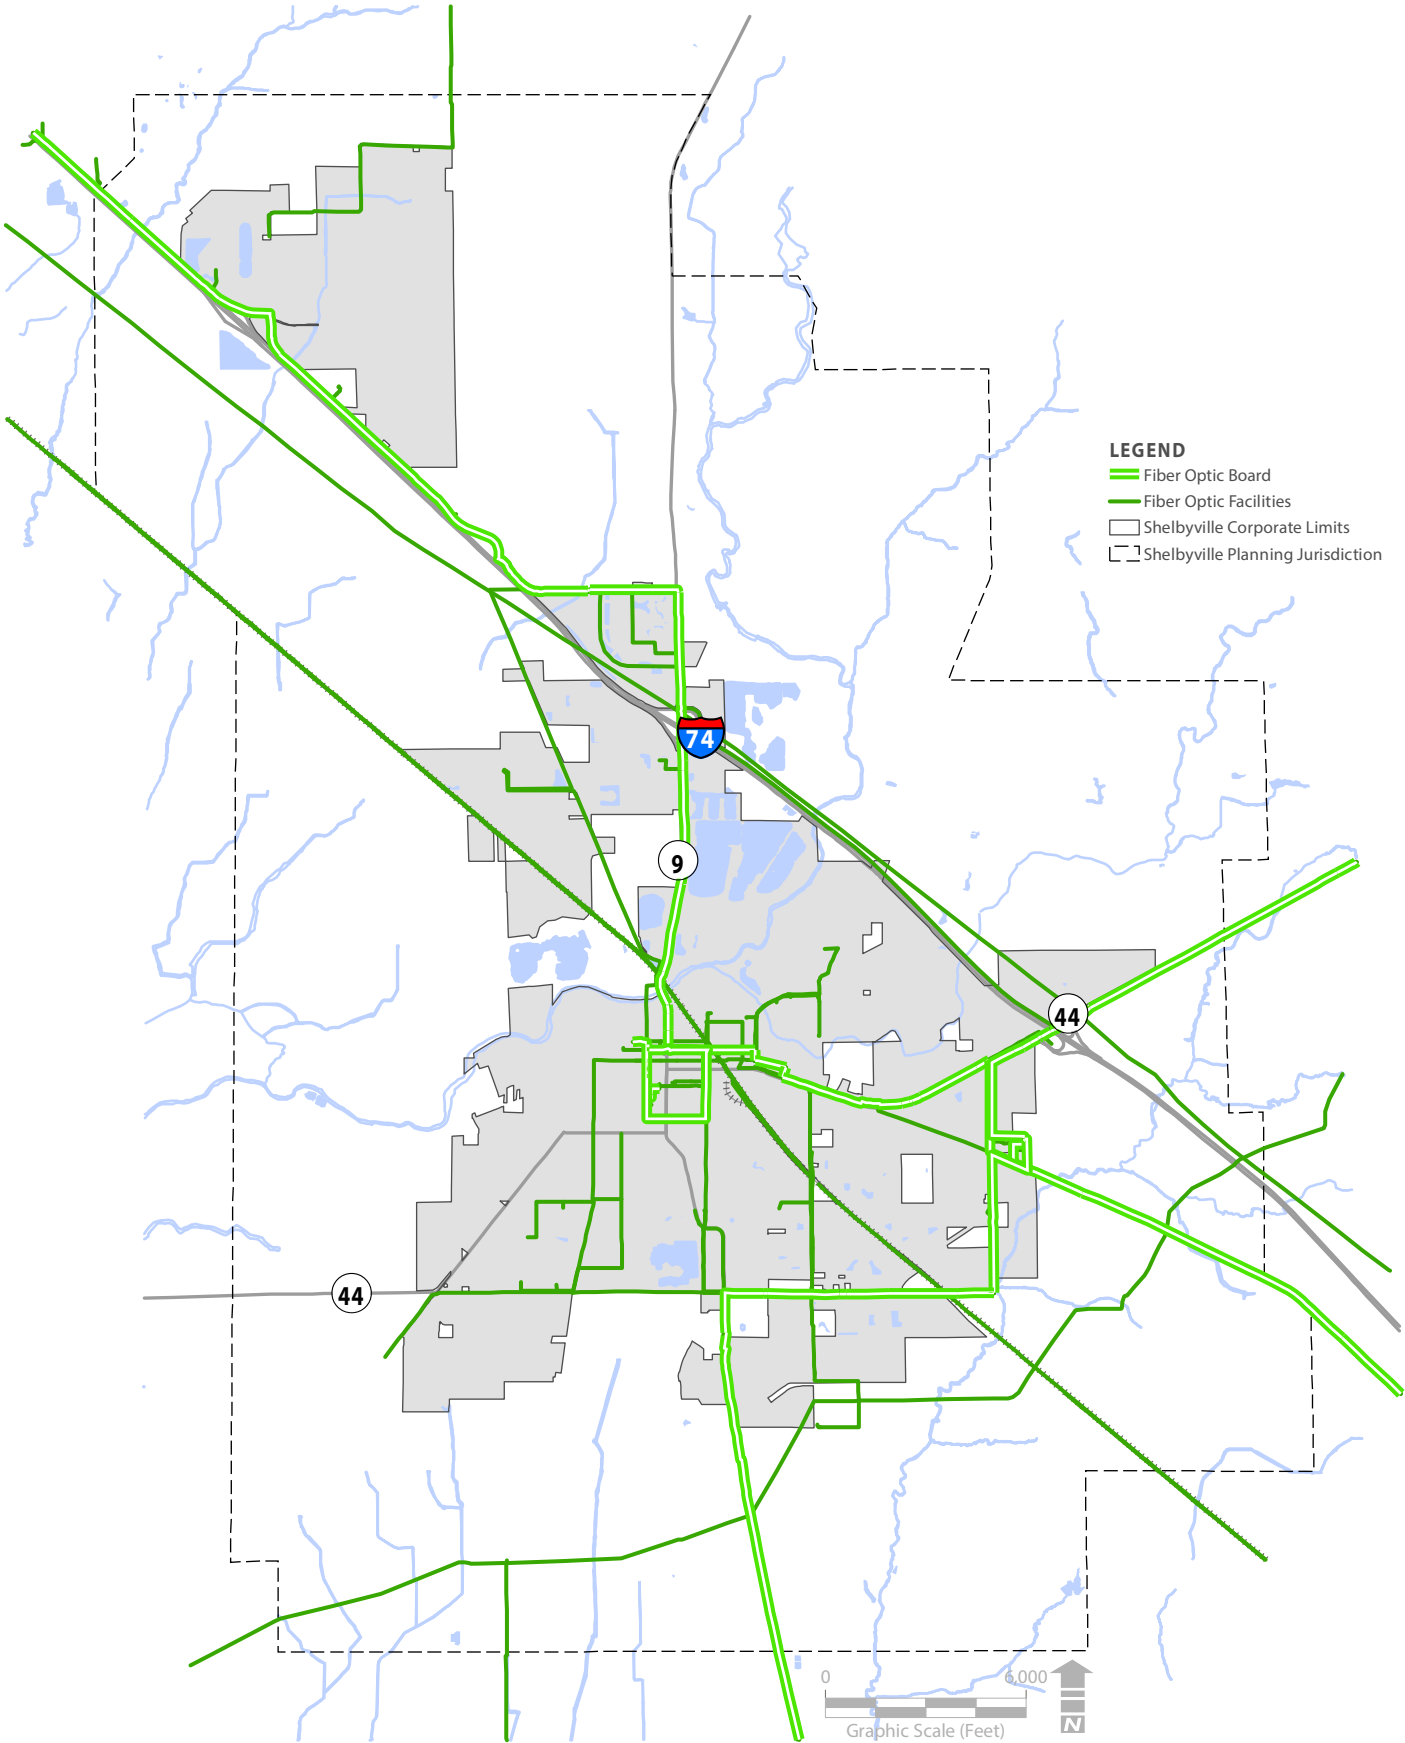 LEGEND
Fiber Optic Board
Fiber Optic Facilities
Shelbyville Corporate Limits
Shelbyville Planning Jurisdiction
74
9
44
44
0 6,000
Graphic Scale (Feet)
N